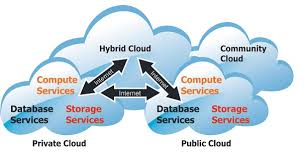 Hybrid Cloud
Community
Cloud
Compute
Services
Internet
Internet
Compute
Services
Internet
Database
Services
Storage
Services
Database
Services
Storage
Services
Private Cloud
Public Cloud